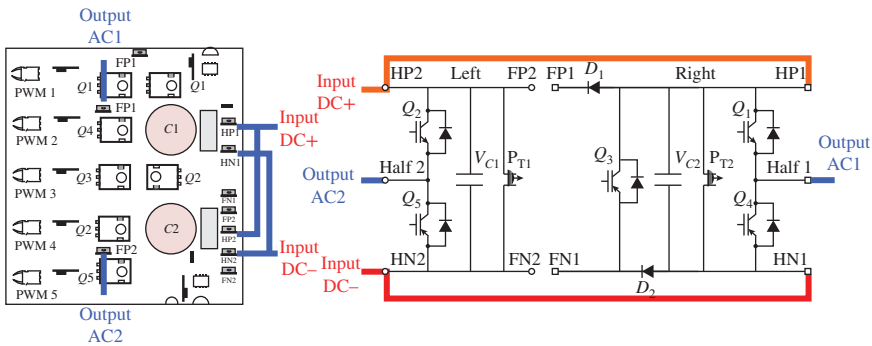 Output
AC1
FP1
PWM 1
Q1
FP1
Q1
PWM 2
Q4
C1
HP1
HN1
Input
DC+
PWM 3
Q3
Q2
FN1
FP2
HP2
HN2
FN2
PWM 4
Q2
C2
FP2
Q5
PWM 5
Input
DC−
Output
AC2
Input
DC+
HP2
Left
FP2
FP1
D1
Right
HP1
Q2
VC1
PT1
Q3
VC2
PT2
Q1
Output
AC2
Half 2
Half 1
Output
AC1
Q5
Q4
Input
DC−
HN2
FN2
FN1
D2
HN1